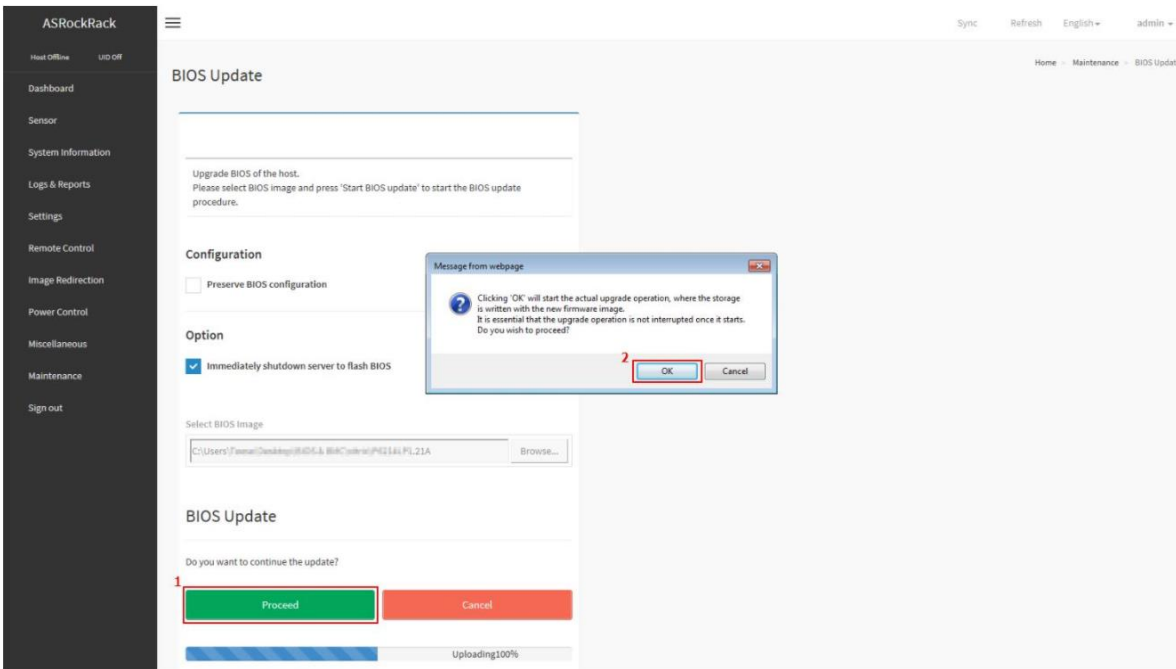 ASRockRack
Sync Refresh English admin
Host Offline UID Off
Home Maintenance BIOS Updat
BIOS Update
Dashboard
Sensor
System Information
Logs & Reports
Settings
Remote Control
Image Redirection
Power Control
Miscellaneous
Maintenance
Sign out
Upgrade BIOS of the host.
Please select BIOS image and press 'Start BIOS update' to start the BIOS update
procedure.
Configuration
Preserve BIOS configuration
Option
Immediately shutdown server to flash BIOS
Message from webpage
Clicking 'OK' will start the actual upgrade operation, where the storage
is written with the new firmware image.
It is essential that the upgrade operation is not interrupted once it starts.
Do you wish to proceed?
2
OK Cancel
Select BIOS Image
C:\Users\ .21A Browse...
BIOS Update
Do you want to continue the update?
1
Proceed Cancel
Uploading100%